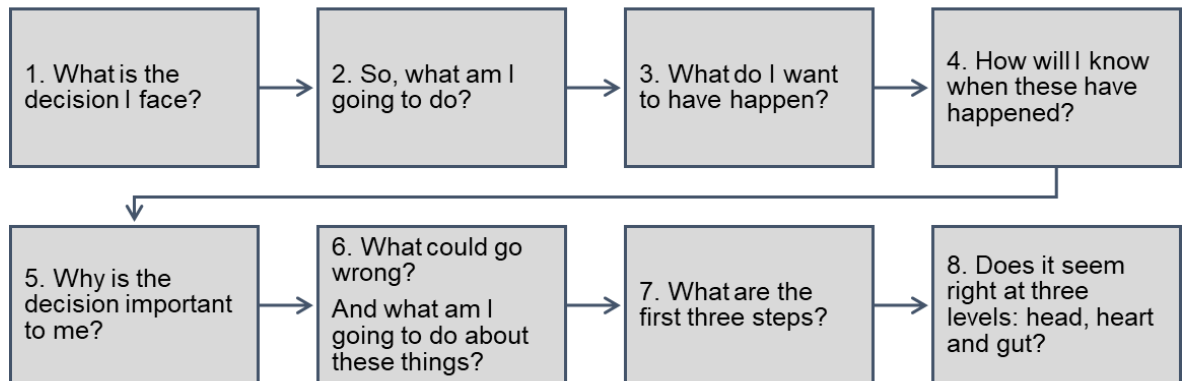 1. What is the
decision I face?
2. So, what am I
going to do?
3. What do I want
to have happen?
4. How will I know
when these have
happened?
5. Why is the
decision important
to me?
6. What could go
wrong?
And what am I
going to do about
these things?
7. What are the
first three steps?
8. Does it seem
right at three
levels: head, heart
and gut?